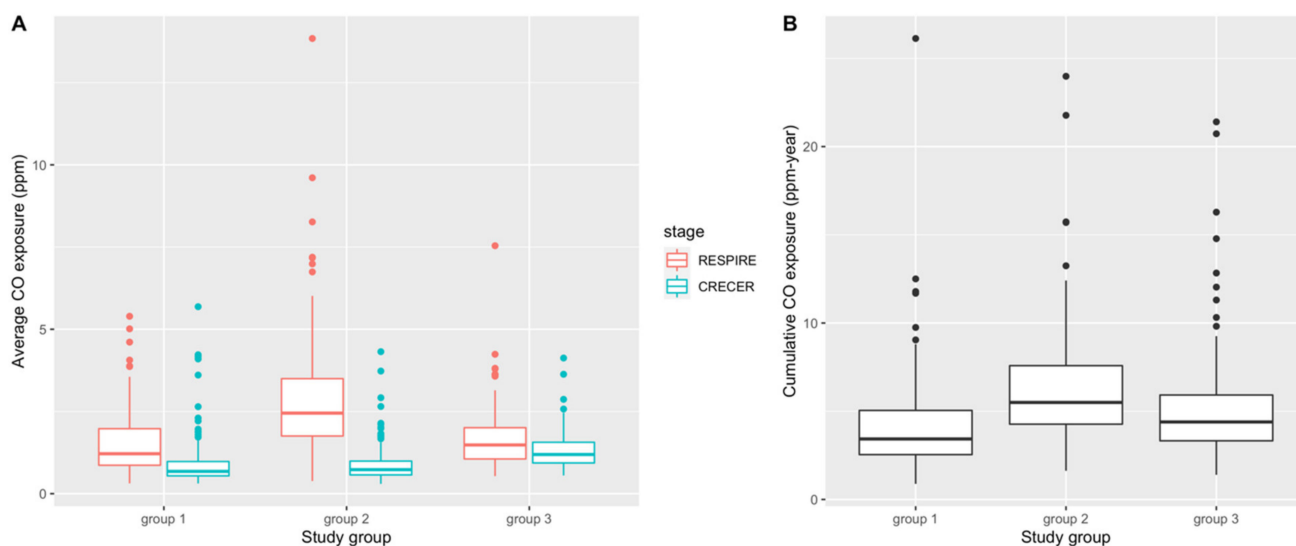 A
Average CO exposure (ppm)
10
5
0
group 1
group 2
group 3
Study group
stage
RESPIRE
CRECER
B
Cumulative CO exposure (ppm-year)
20
10
0
group 1
group 2
group 3
Study group